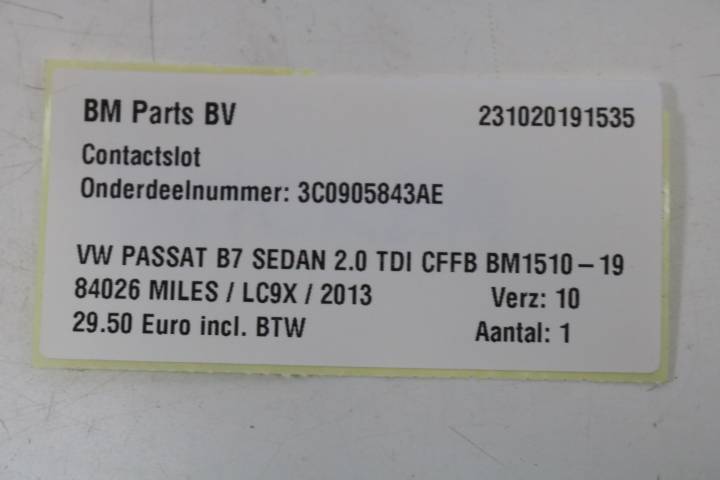 BM Parts BV 231020191535
Contactslot
Onderdeelnummer: 3C0905843AE
VW PASSAT B7 SEDAN 2.0 TDI CFFB BM1510-19
84026 MILES / LC9X / 2013 Verz: 10
29.50 Euro incl. BTW Aantal: 1